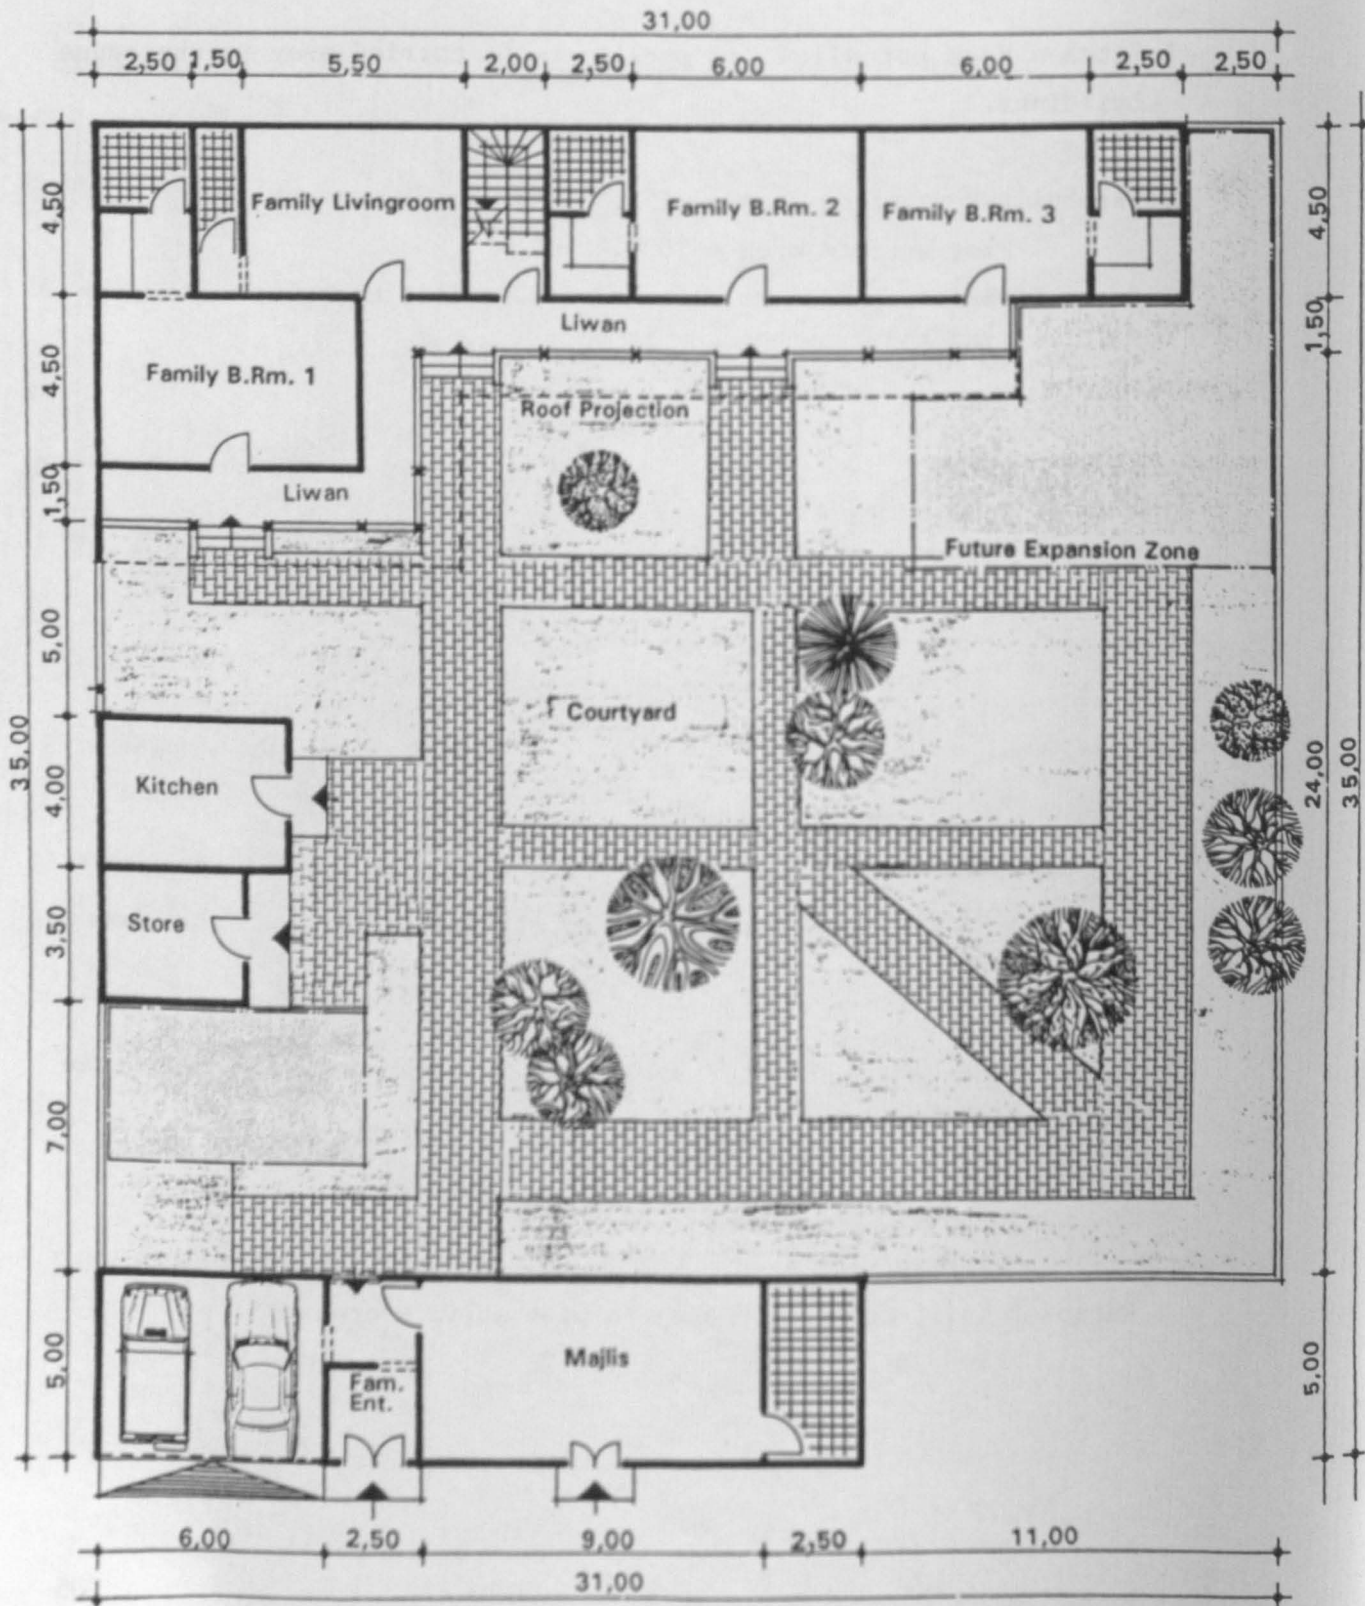 31,00
2,50 1,50 5,50 2,00 2,50 6,00 6,00 2,50 2,50
4,50
4,50
1,50
5,00
4,00
3,50
7,00
5,00
35.00
Family Livingroom
Family B.Rm. 2
Family B.Rm. 3
Liwan
Family B.Rm. 1
Roof Projection
Liwan
Future Expansion Zone
Courtyard
Kitchen
Store
Majlis
Fam.
Ent.
4,50
1,50
24,00
5,00
35,00
6,00 2,50 9,00 2,50 11,00
31,00